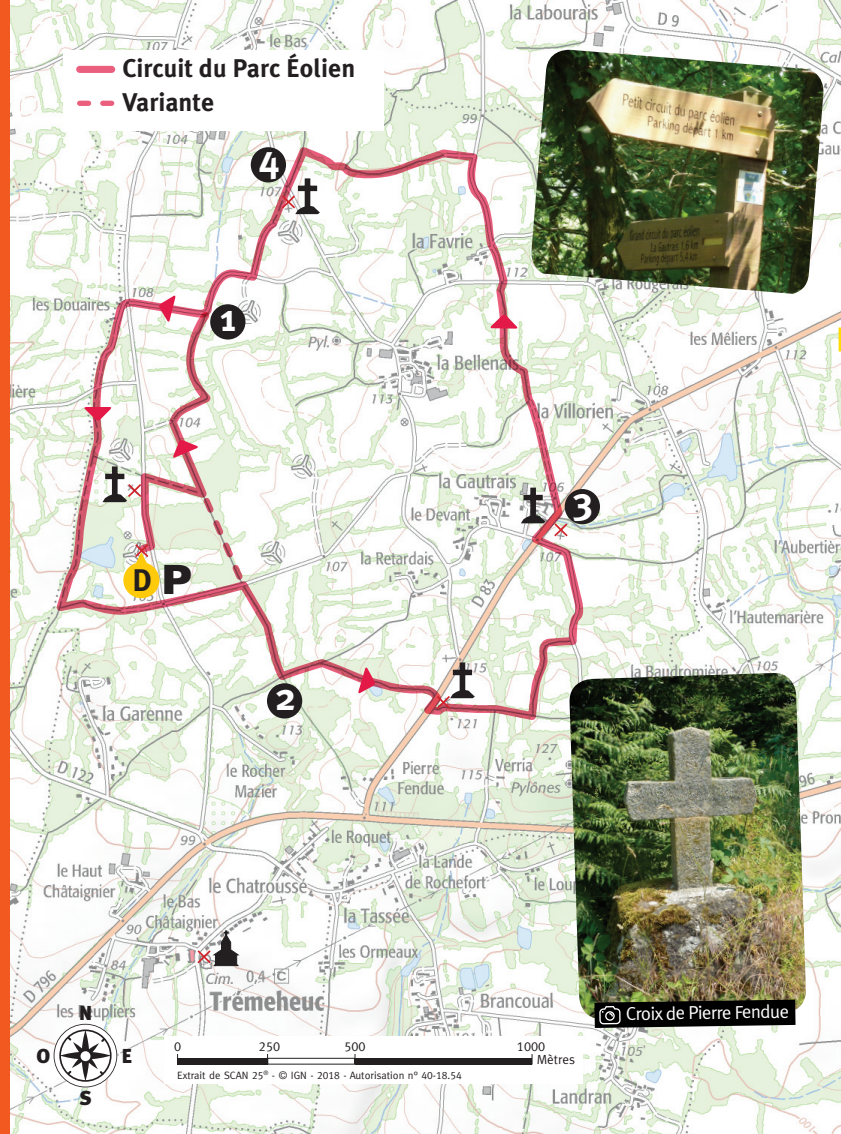 la Labourais
D 9
107
le Bas
Circuit du Parc Éolien
Variante
Petit circuit du parc éolien
Parking départ 1 km
104
99
4
107
Grand circuit du parc éolien
La Gautrais 1,6 km
Parking départ 5,4 km
la Favrie
112
la Rougerais
les Douaires
108
1
Pyl.
les Mêliers
112
la Bellenais
113
108
la Villorien
104
la Gautrais
106
3
le Devant
107
l'Aubertière
la Retardais
107
D 83
D
P
l'Hautemarière
115
la Baudromière
105
2
121
la Garenne
113
127
le Rocher
Mazier
Pierre
Fendue
115
Verria
Pylônes
D 122
111
99
le Roquet
le Haut
Châtaignier
le Chatroussé
la Lande
de Rochefort
le Bas
Châtaignier
la Tassée
90
84
les Ormeaux
Cim.
0,4
C
D 796
Trémeheuc
Brancoual
Croix de Pierre Fendue
N
O
E
S
0
250
500
1000
Mètres
Extrait de SCAN 25® - © IGN - 2018 - Autorisation n° 40-18.54
105
Landran